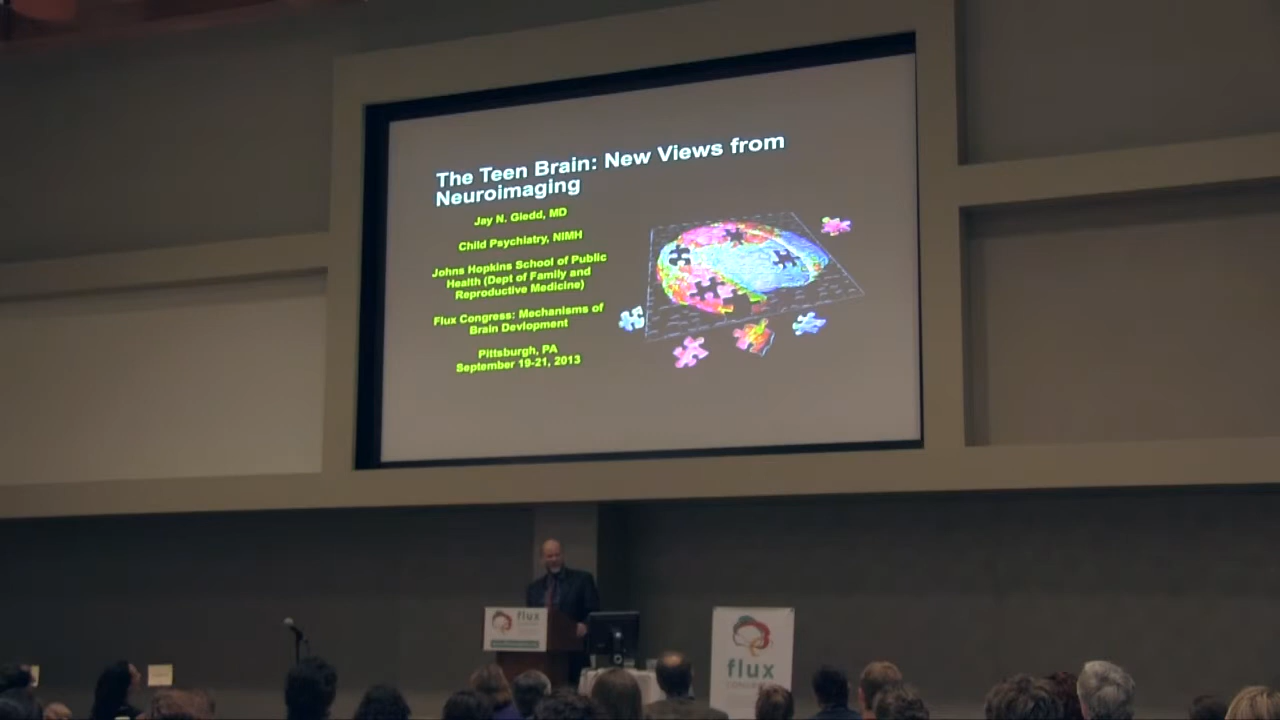 The Teen Brain: New Views from
Neuroimaging
Jay N. Giedd, MD
Child Psychiatry, NIMH
Johns Hopkins School of Public
Health (Dept of Family and
Reproductive Medicine)
Flux Congress: Mechanisms of
Brain Devlopment
Pittsburgh, PA
September 19-21, 2013
flux
flux
CONGRESS